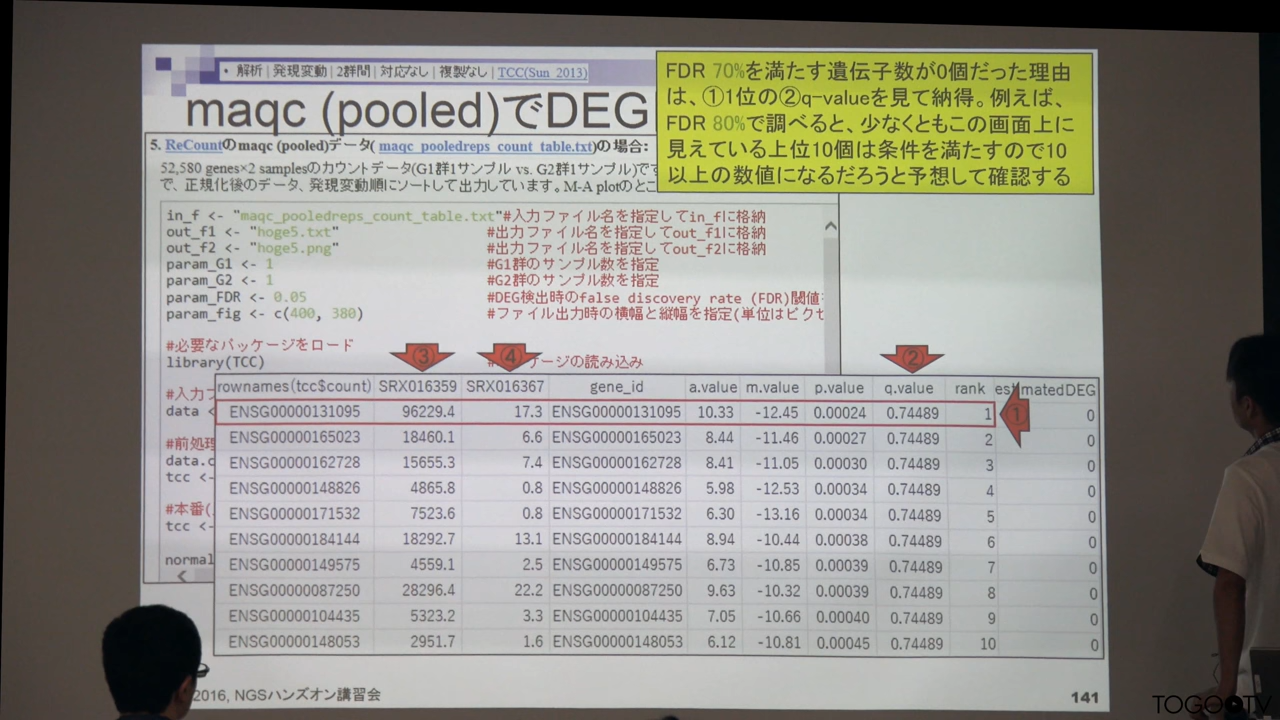 ・ 解析 | 発現変動 | 2群間 | 対応なし | 複製なし | TCC(Sun_2013)
maqc (pooled)でDEG
FDR 70%を満たす遺伝子数が0個だった理由
は、①1位の②q-valueを見て納得。例えば、
FDR 80%で調べると、少なくともこの画面上に
見えている上位10個は条件を満たすので10
以上の数値になるだろうと予想して確認する
5. ReCountのmaqc (pooled)データ( maqc_pooledreps_count_table.txt)の場合:
52,580 genes×2 samplesのカウントデータ(G1群1サンプル vs. G2群1サンプル)です
で、正規化後のデータ、発現変動順にソートして出力しています。M-A plotのとこ
in_f <- "maqc_pooledreps_count_table.txt"#入力ファイル名を指定してin_fに格納
out_f1 <- "hoge5.txt" #出力ファイル名を指定してout_f1に格納
out_f2 <- "hoge5.png" #出力ファイル名を指定してout_f2に格納
param_G1 <- 1 #G1群のサンプル数を指定
param_G2 <- 1 #G2群のサンプル数を指定
param_FDR <- 0.05 #DEG検出時のfalse discovery rate (FDR)閾値
param_fig <- c(400, 380) #ファイル出力時の横幅と縦幅を指定(単位はピクセ
#必要なパッケージをロード
library(TCC) ージの読み込み
③ ④ ②
rownames(tcc$count) SRX016359 SRX016367 gene_id a.value m.value p.value q.value rank estimatedDEG
ENSG00000131095 96229.4 17.3 ENSG00000131095 10.33 -12.45 0.00024 0.74489 1 ① 0
ENSG00000165023 18460.1 6.6 ENSG00000165023 8.44 -11.46 0.00027 0.74489 2 0
ENSG00000162728 15655.3 7.4 ENSG00000162728 8.41 -11.05 0.00030 0.74489 3 0
ENSG00000148826 4865.8 0.8 ENSG00000148826 5.98 -12.53 0.00034 0.74489 4 0
ENSG00000171532 7523.6 0.8 ENSG00000171532 6.30 -13.16 0.00034 0.74489 5 0
ENSG00000184144 18292.7 13.1 ENSG00000184144 8.94 -10.44 0.00038 0.74489 6 0
ENSG00000149575 4559.1 2.5 ENSG00000149575 6.73 -10.85 0.00039 0.74489 7 0
ENSG00000087250 28296.4 22.2 ENSG00000087250 9.63 -10.32 0.00039 0.74489 8 0
ENSG00000104435 5323.2 3.3 ENSG00000104435 7.05 -10.66 0.00040 0.74489 9 0
ENSG00000148053 2951.7 1.6 ENSG00000148053 6.12 -10.81 0.00045 0.74489 10 0
#入力フ
data <
#前処理
data.c
tcc <-
#本番(
tcc <-
normal
2016, NGSハンズオン講習会
141
TOGOTV